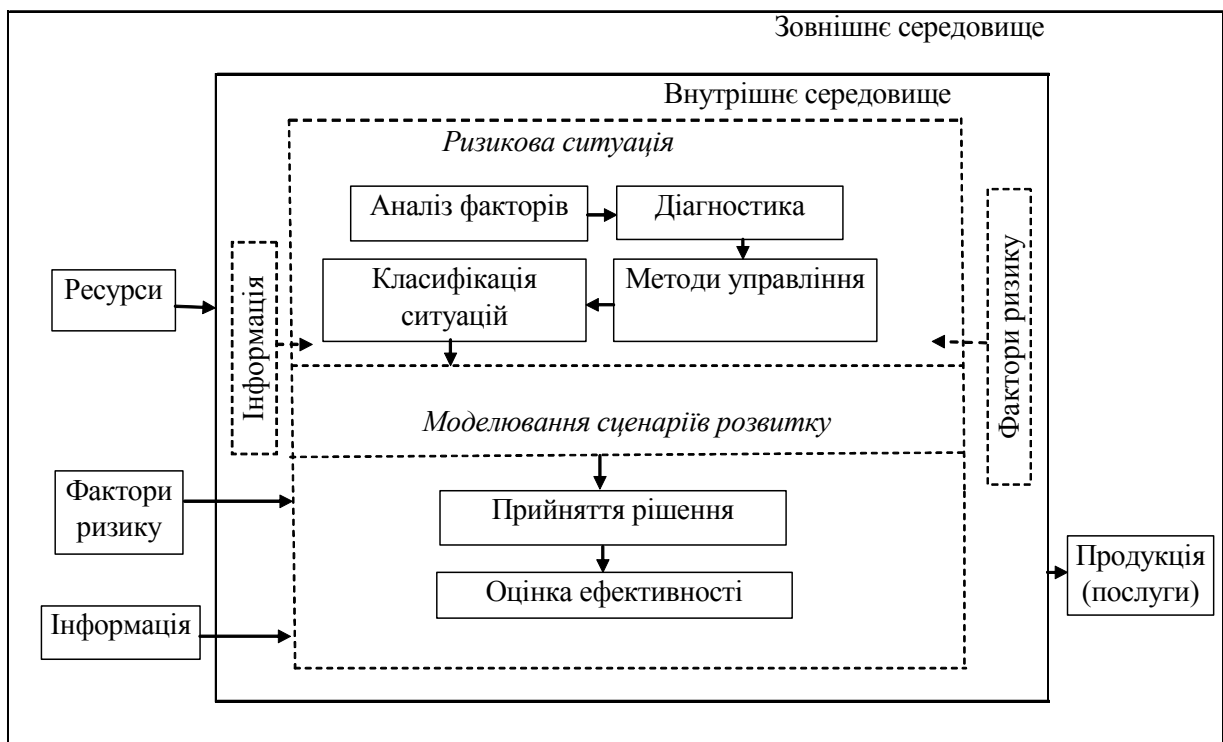 Зовнішнє середовище
Внутрішнє середовище
Ризикова ситуація
Аналіз факторів
Діагностика
Класифікація
ситуацій
Методи управління
Ресурси
Інформація
Фактори ризику
Моделювання сценаріїв розвитку
Фактори
ризику
Прийняття рішення
Оцінка ефективності
Інформація
Продукція
(послуги)